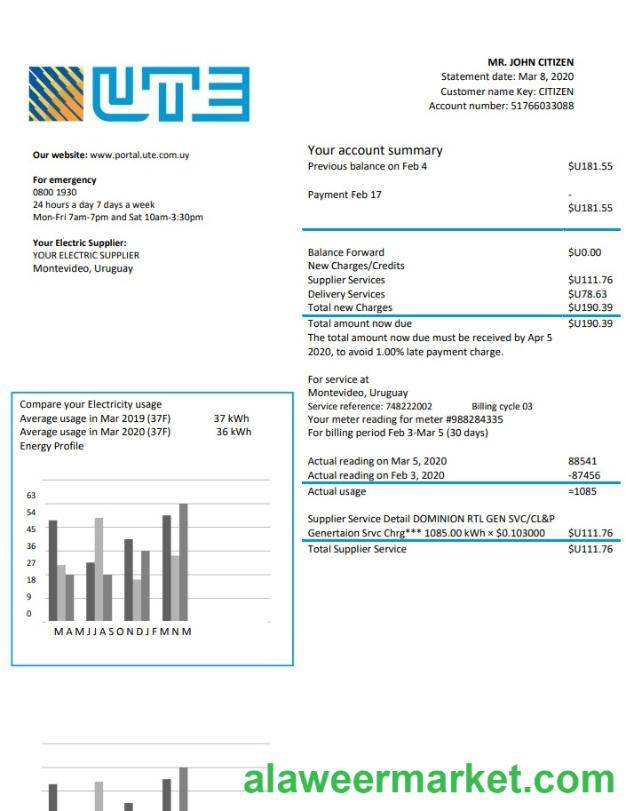 UTE
MR. JOHN CITIZEN
Statement date: Mar 8, 2020
Customer name Key: CITIZEN
Account number: 51766033088
Our website: www.portal.ute.com.uy
For emergency
0800 1930
24 hours a day 7 days a week
Mon-Fri 7am-7pm and Sat 10am-3:30pm
Your Electric Supplier:
YOUR ELECTRIC SUPPLIER
Montevideo, Uruguay
Your account summary
Previous balance on Feb 4 $U181.55
Payment Feb 17 -
$U181.55
Balance Forward $U0.00
New Charges/Credits
Supplier Services $U111.76
Delivery Services $U78.63
Total new Charges $U190.39
Total amount now due $U190.39
The total amount now due must be received by Apr 5
2020, to avoid 1.00% late payment charge.
For service at
Montevideo, Uruguay
Service reference: 748222002 Billing cycle 03
Your meter reading for meter #988284335
For billing period Feb 3-Mar 5 (30 days)
Actual reading on Mar 5, 2020 88541
Actual reading on Feb 3, 2020 -87456
Actual usage =1085
Supplier Service Detail DOMINION RTL GEN SVC/CL&P
Genertaion Srvc Chrg*** 1085.00 kWh × $0.103000 $U111.76
Total Supplier Service $U111.76
Compare your Electricity usage
Average usage in Mar 2019 (37F) 37 kWh
Average usage in Mar 2020 (37F) 36 kWh
Energy Profile
63
54
45
36
27
18
9
0
M A M J J A S O N D J F M N M
alaweermarket.com